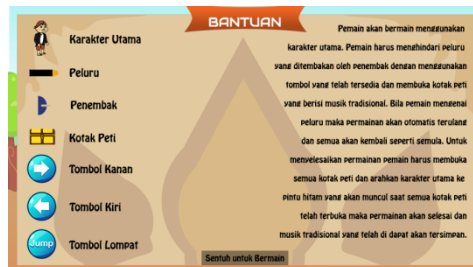 BANTUAN
Karakter Utama
Peluru
Penembak
Kotak Peti
Tombol Kanan
Tombol Kiri
Jump
Tombol Lompat
Pemain akan bermain menggunakan
karakter utama. Pemain harus menghindari peluru
yang ditembakan oleh penembak dengan menggunakan
tombol yang telah tersedia dan membuka kotak peti
yang berisi musik tradisional. Bila pemain mengenai
peluru maka permainan akan otomatis terulang
dan semua akan kembali seperti semula. Untuk
menyelesaikan permainan pemain harus membuka
semua kotak peti dan arahkan karakter utama ke
pintu hitam yang akan muncul saat semua kotak peti
telah terbuka maka permainan akan selesai dan
musik tradisional yang telah di dapat akan tersimpan.
Sentuh untuk Bermain